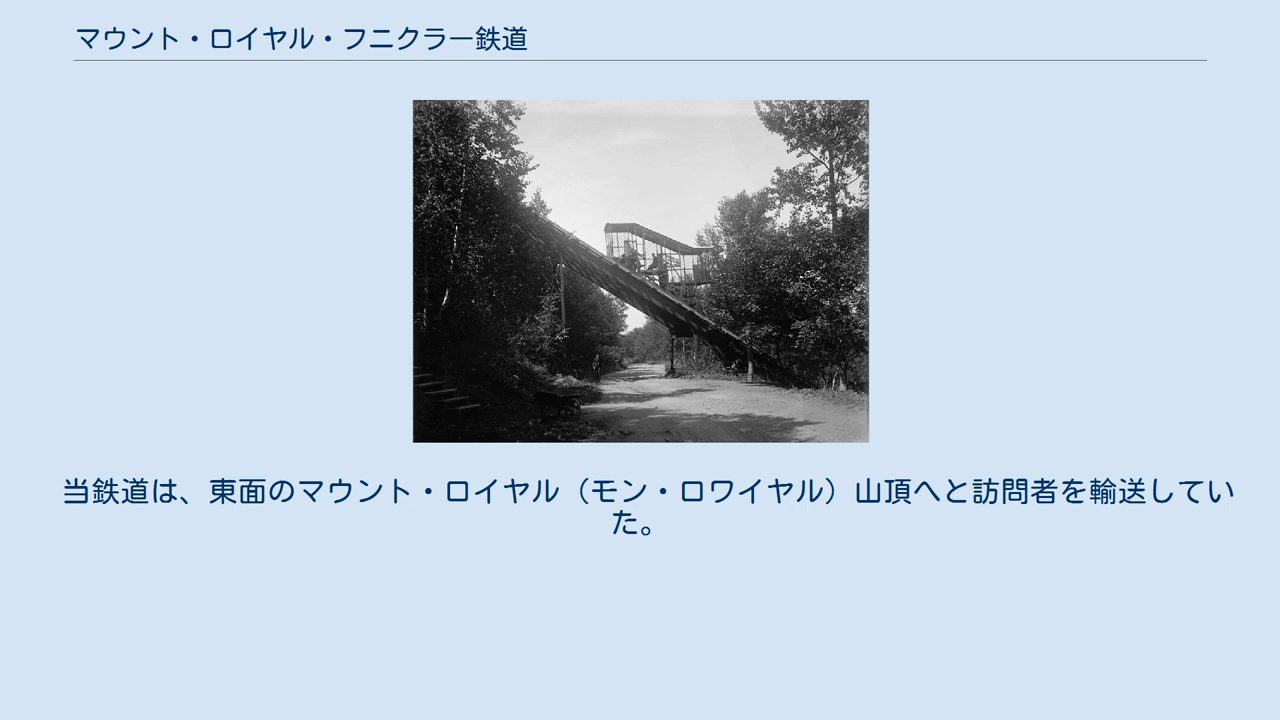 マウント・ロイヤル・フニクラー鉄道
当鉄道は、東面のマウント・ロイヤル（モン・ロワイヤル）山頂へと訪問者を輸送してい
た。